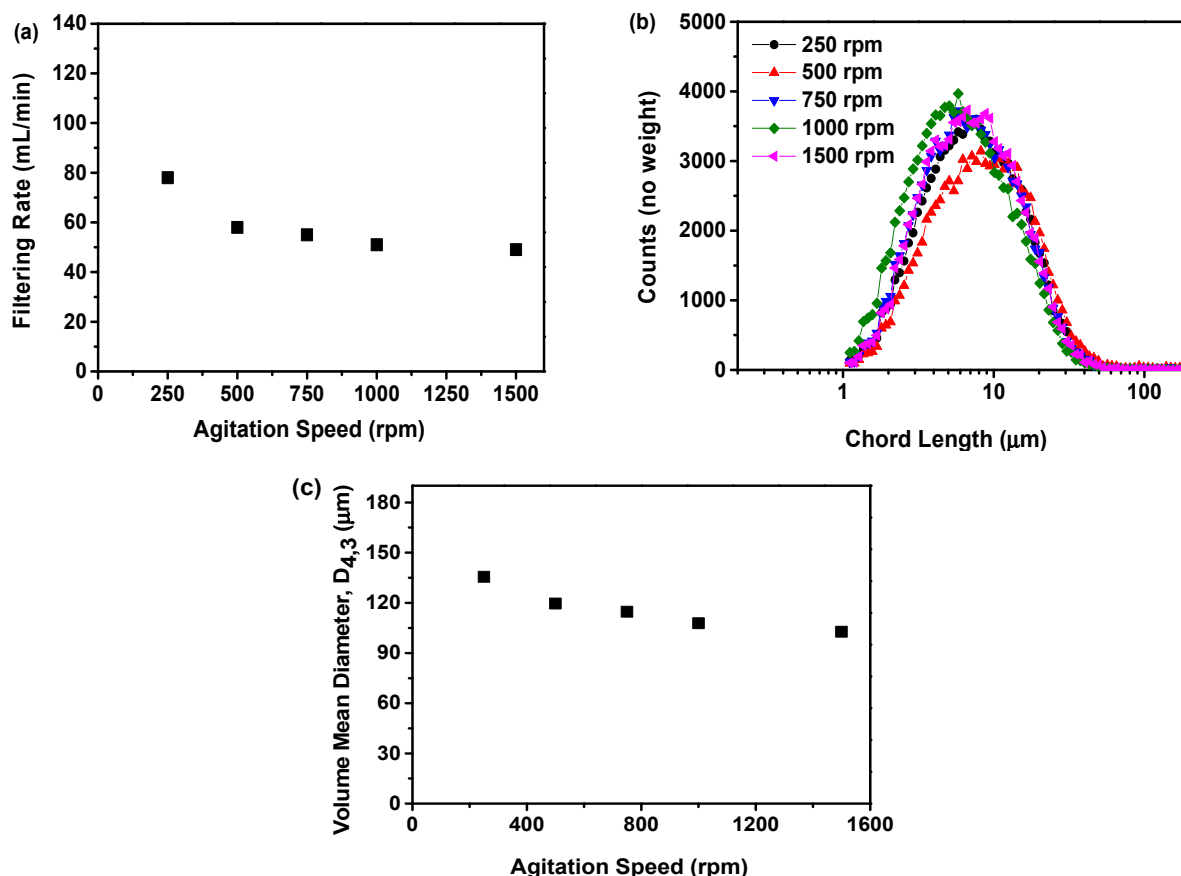 (a)
Filtering Rate (mL/min)
140
120
100
80
60
40
20
0
0 250 500 750 1000 1250 1500
Agitation Speed (rpm)
(b)
Counts (no weight)
5000
4000
3000
2000
1000
0
250 rpm
500 rpm
750 rpm
1000 rpm
1500 rpm
1 10 100
Chord Length (μm)
(c)
Volume Mean Diameter, D4,3 (μm)
180
150
120
90
60
30
0
0 400 800 1200 1600
Agitation Speed (rpm)